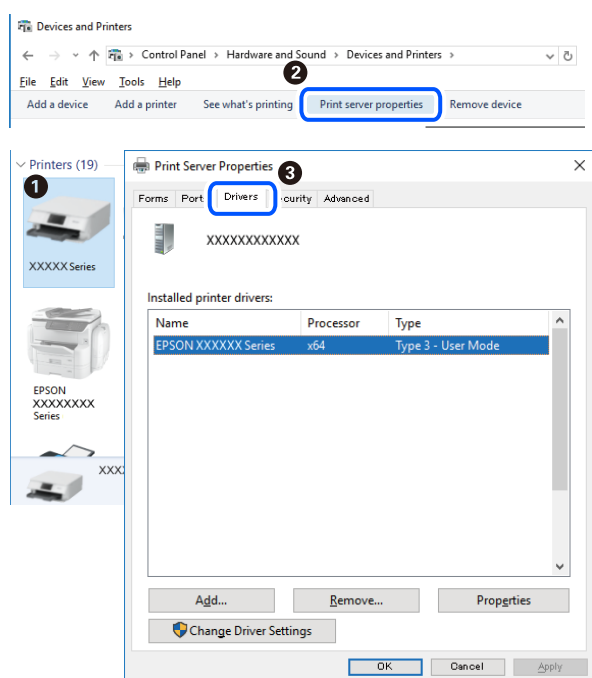 Devices and Printers
Control Panel > Hardware and Sound > Devices and Printers >
2
File Edit View Tools Help
Add a device Add a printer See what's printing Print server properties Remove device
Printers (19)
1
XXXXX Series
EPSON
XXXXXXXX
Series
XXX
Print Server Properties
3
Forms Port Drivers curity Advanced
XXXXXXXXXXXX
Installed printer drivers:
Name Processor Type
EPSON XXXXXX Series x64 Type 3 - User Mode
Add... Remove... Properties
Change Driver Settings
OK Cancel Apply